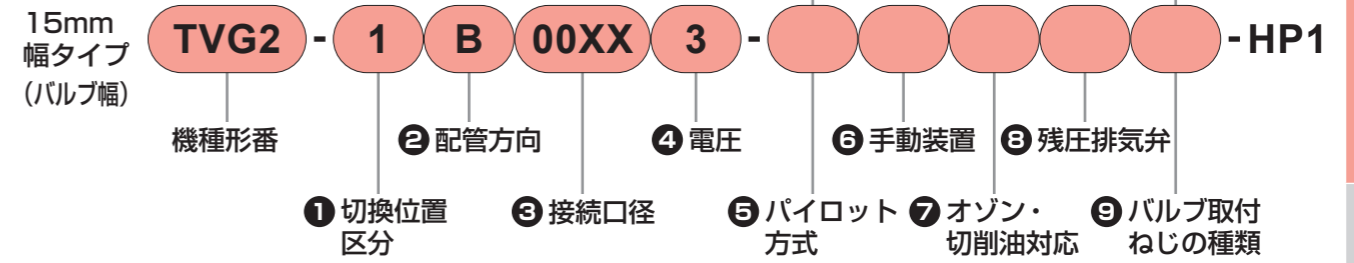 15mm
幅タイプ
(バルブ幅)
TVG2 - 1 B 00XX 3 - - HP1
機種形番
❷ 配管方向
❹ 電圧
❻ 手動装置
❽ 残圧排気弁
❶ 切換位置
区分
❸ 接続口径
❺ パイロット
方式
❼ オゾン・
切削油対応
❾ バルブ取付
ねじの種類